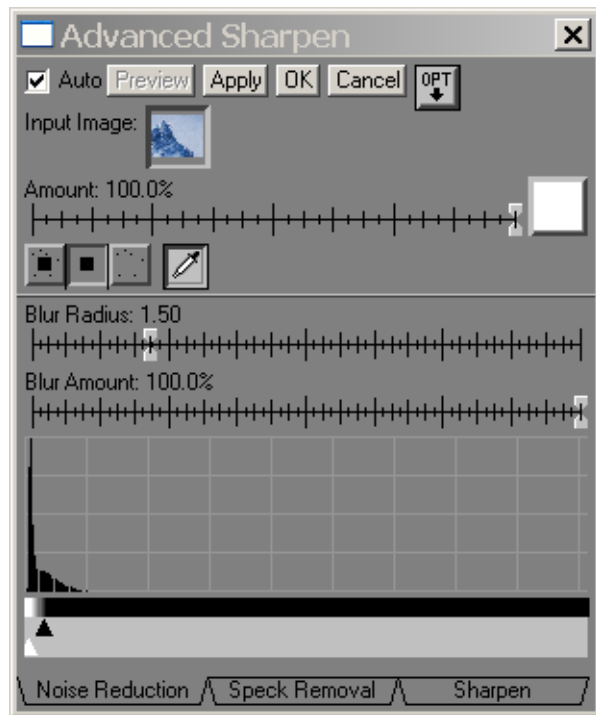 Advanced Sharpen
Auto Preview Apply OK Cancel OPT
Input Image:
Amount: 100.0%
Blur Radius: 1.50
Blur Amount: 100.0%
Noise Reduction Speck Removal Sharpen